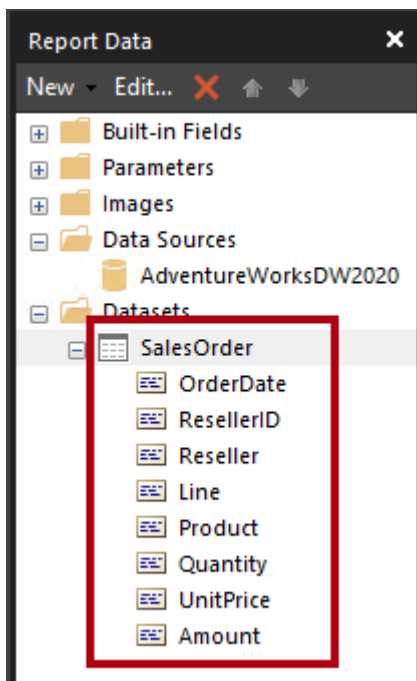 Report Data
New Edit...
Built-in Fields
Parameters
Images
Data Sources
AdventureWorksDW2020
Datasets
SalesOrder
OrderDate
ResellerID
Reseller
Line
Product
Quantity
UnitPrice
Amount